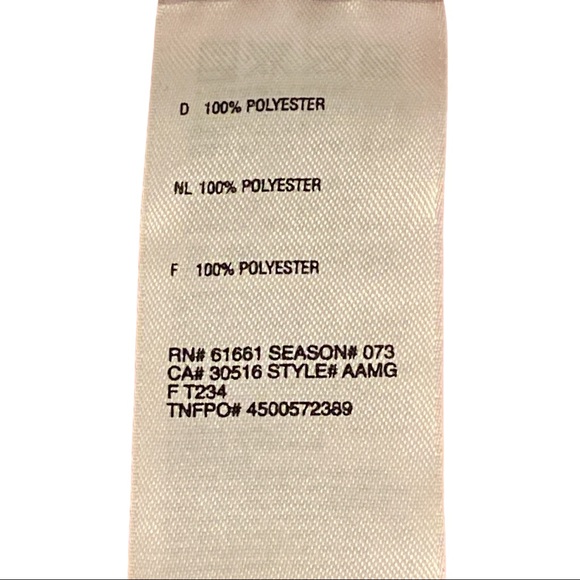 D 100% POLYESTER
NL 100% POLYESTER
F 100% POLYESTER
RN# 61661 SEASON# 073
CA# 30516 STYLE# AAMG
F T234
TNFPO# 4500572389